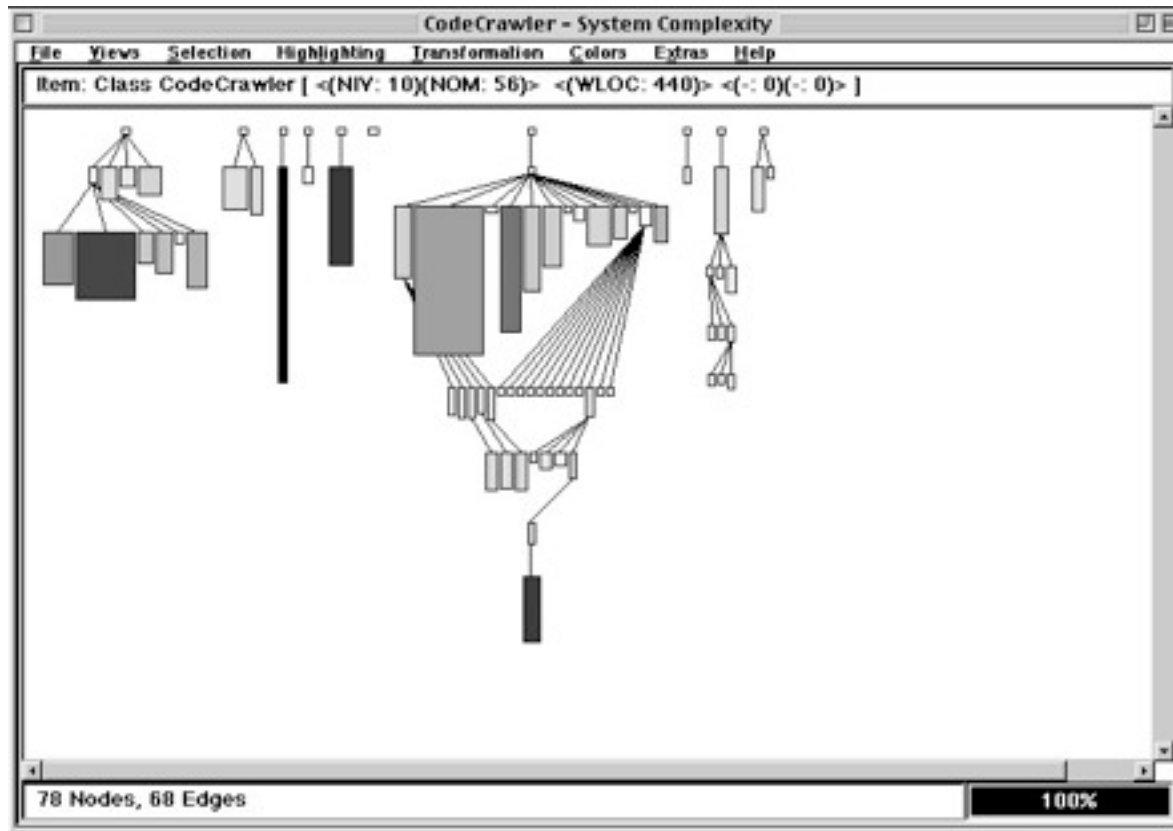 CodeCrawler - System Complexity
File Views Selection Highlighting Transformation Colors Extras Help
Item: Class CodeCrawler [ <(NIV: 10)(NOM: 56)> <(WLOC: 440)> <(-: 0)(-: 0)> ]
78 Nodes, 68 Edges
100%